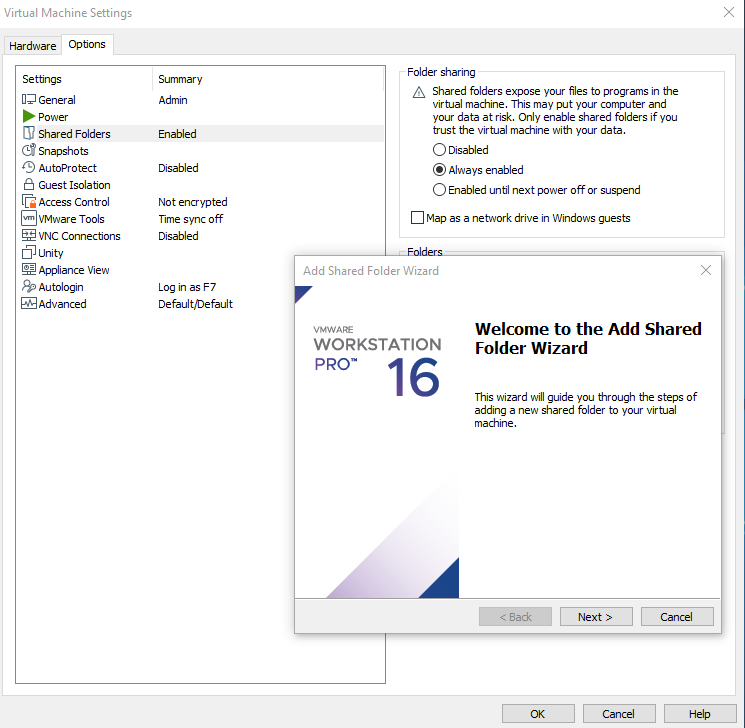 Virtual Machine Settings
Hardware
Options
Settings Summary
General Admin
Power
Shared Folders Enabled
Snapshots
AutoProtect Disabled
Guest Isolation
Access Control Not encrypted
VMware Tools Time sync off
VNC Connections Disabled
Unity
Appliance View
Autologin Log in as F7
Advanced Default/Default
Folder sharing
Shared folders expose your files to programs in the
virtual machine. This may put your computer and
your data at risk. Only enable shared folders if you
trust the virtual machine with your data.
Disabled
Always enabled
Enabled until next power off or suspend
Map as a network drive in Windows guests
Folders
Add Shared Folder Wizard
VMWARE
WORKSTATION
PRO™ 16
Welcome to the Add Shared
Folder Wizard
This wizard will guide you through the steps of
adding a new shared folder to your virtual
machine.
< Back Next > Cancel
OK Cancel Help